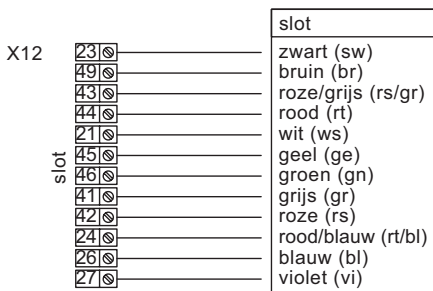 slot
X12 23 zwart (sw)
49 bruin (br)
43 roze/grijs (rs/gr)
44 rood (rt)
21 wit (ws)
45 geel (ge)
46 groen (gn)
41 grijs (gr)
42 roze (rs)
24 rood/blauw (rt/bl)
26 blauw (bl)
27 violet (vi)
slot